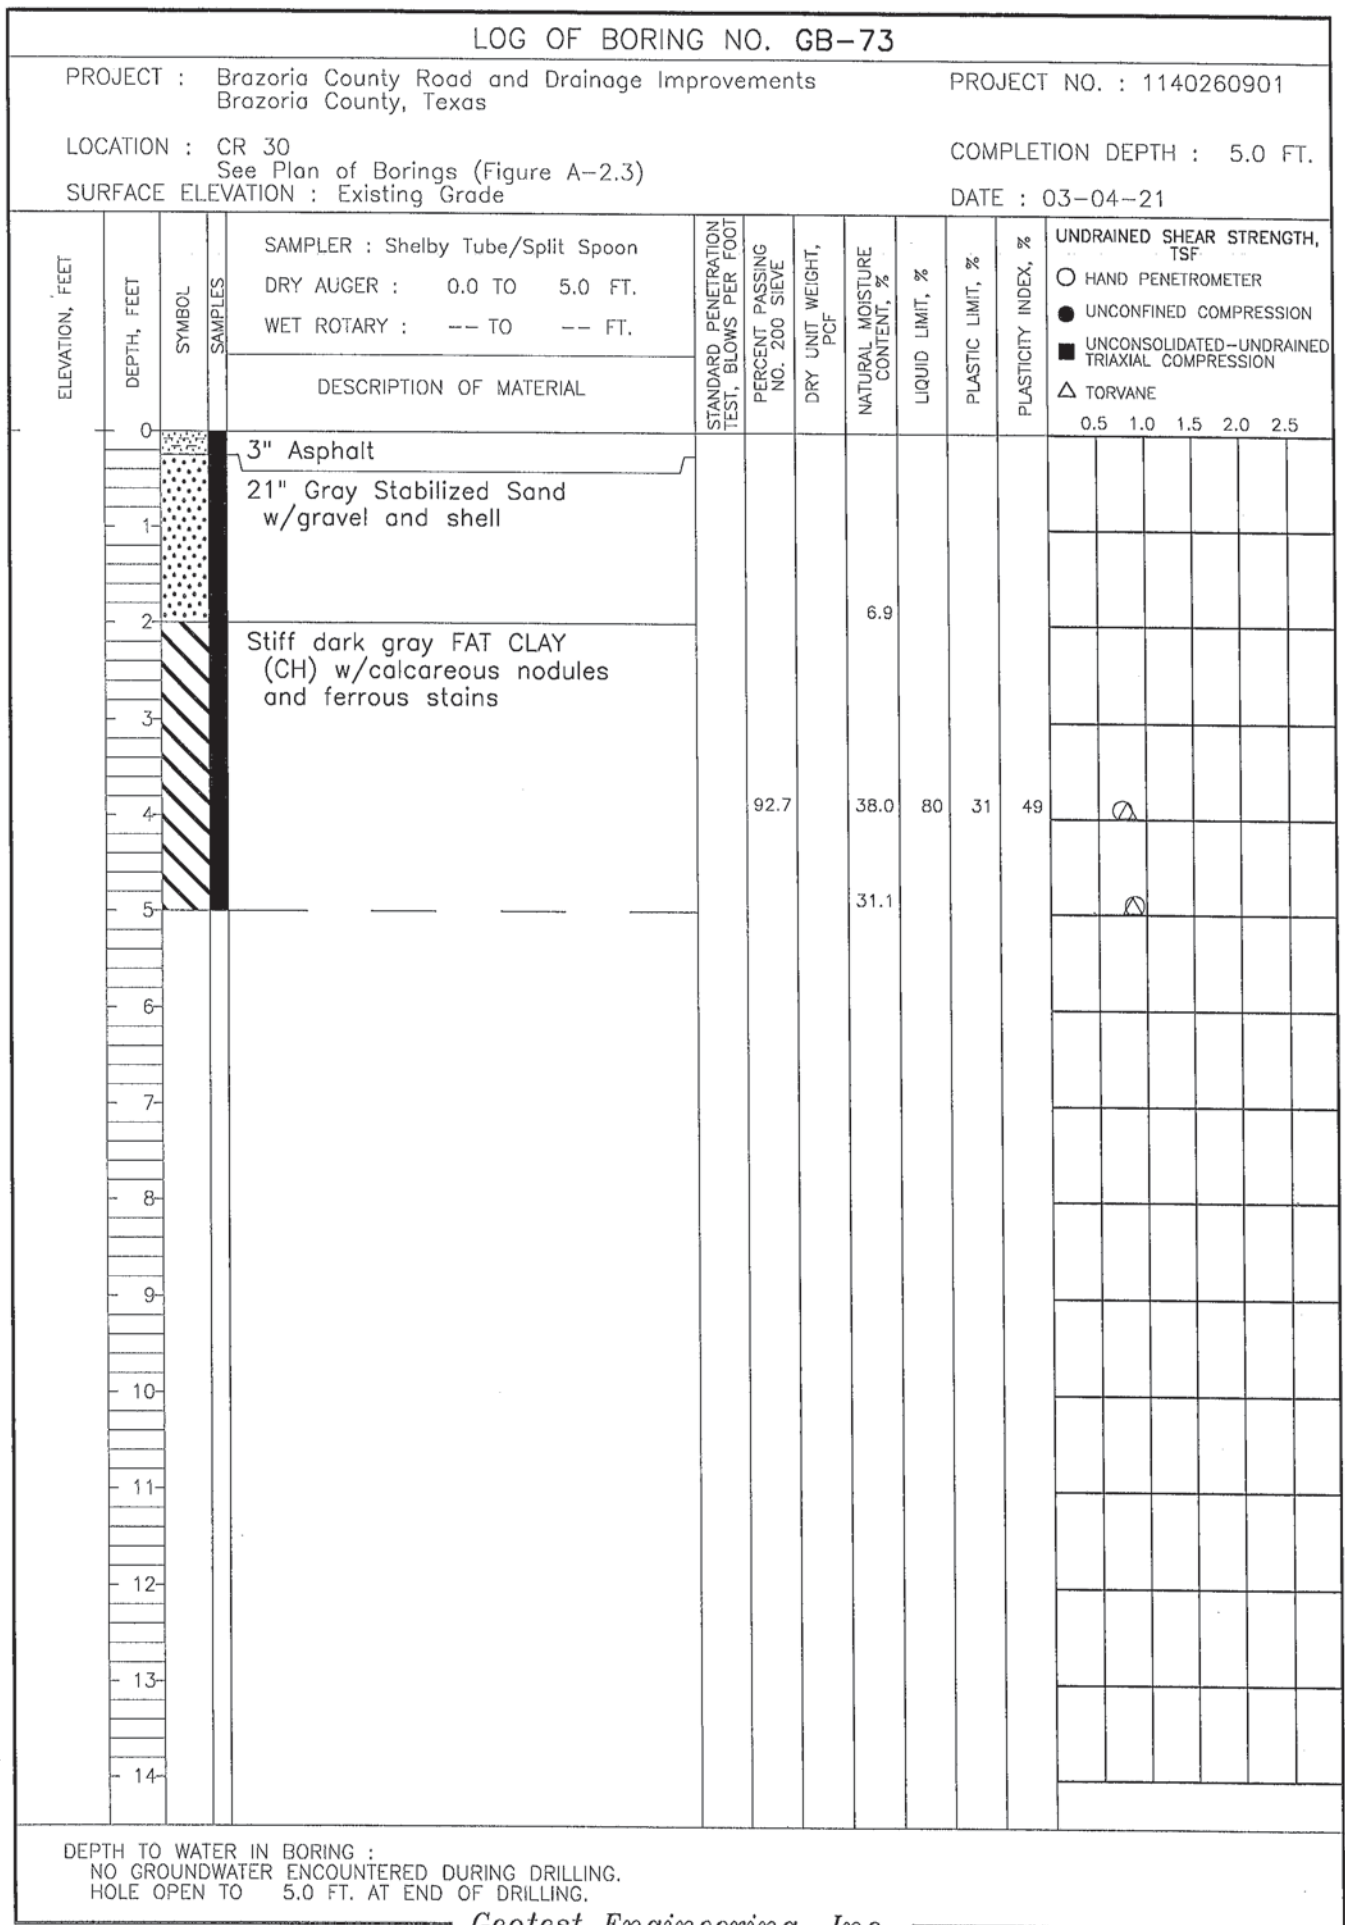 LOG OF BORING NO. GB-73
PROJECT : Brazoria County Road and Drainage Improvements
Brazoria County, Texas
PROJECT NO. : 1140260901
LOCATION : CR 30
See Plan of Borings (Figure A-2.3)
COMPLETION DEPTH : 5.0 FT.
SURFACE ELEVATION : Existing Grade
DATE : 03-04-21
ELEVATION, FEET
DEPTH, FEET
SYMBOL
SAMPLES
SAMPLER : Shelby Tube/Split Spoon
DRY AUGER : 0.0 TO 5.0 FT.
WET ROTARY : -- TO -- FT.
DESCRIPTION OF MATERIAL
STANDARD PENETRATION
TEST, BLOWS PER FOOT
PERCENT PASSING
NO. 200 SIEVE
DRY UNIT WEIGHT,
PCF
NATURAL MOISTURE
CONTENT, %
LIQUID LIMIT, %
PLASTIC LIMIT, %
PLASTICITY INDEX, %
UNDRAINED SHEAR STRENGTH,
TSF
HAND PENETROMETER
UNCONFINED COMPRESSION
UNCONSOLIDATED-UNDRAINED
TRIAXIAL COMPRESSION
TORVANE
0.5 1.0 1.5 2.0 2.5
0
3" Asphalt
21" Gray Stabilized Sand
w/gravel and shell
1
6.9
2
Stiff dark gray FAT CLAY
(CH) w/calcareous nodules
and ferrous stains
3
4
92.7 38.0 80 31 49
31.1
5
6
7
8
9
10
11
12
13
14
DEPTH TO WATER IN BORING :
NO GROUNDWATER ENCOUNTERED DURING DRILLING.
HOLE OPEN TO 5.0 FT. AT END OF DRILLING.
Geotest Engineering, Inc.